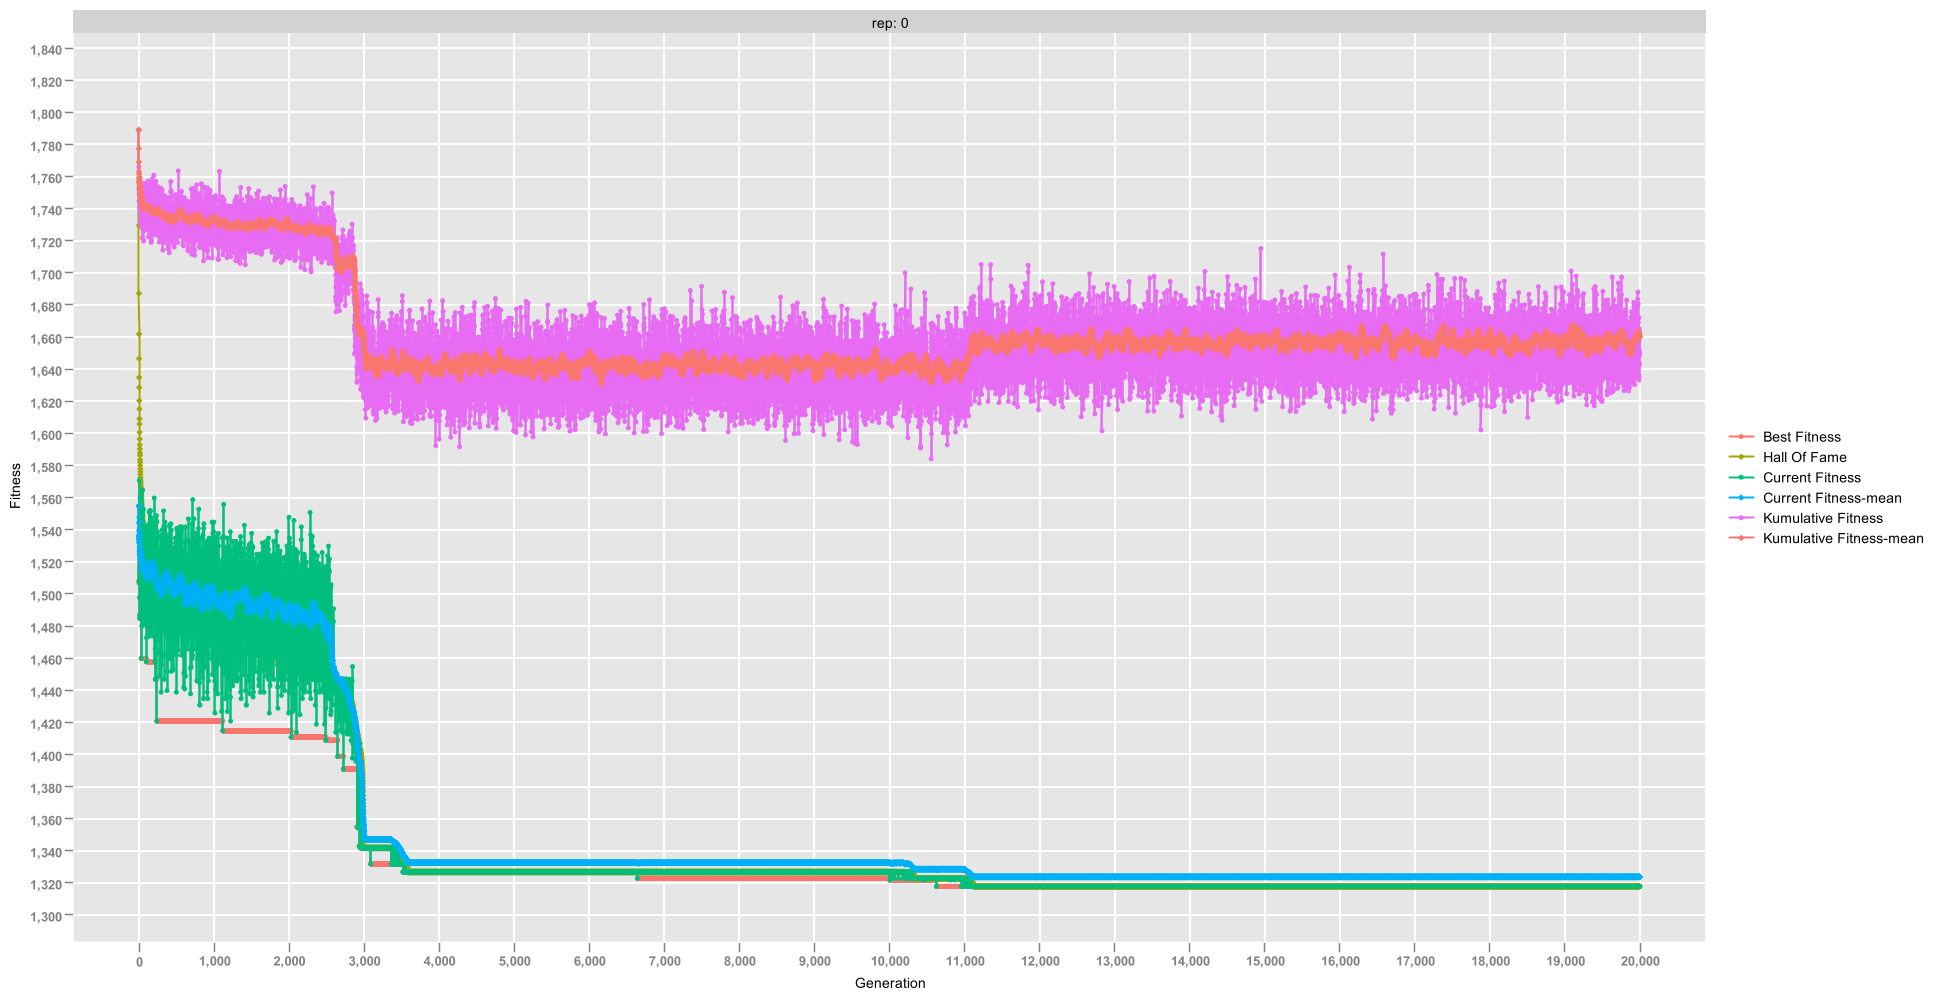 rep: 0
1,840
1,820
1,800
1,780
1,760
1,740
1,720
1,700
1,680
1,660
1,640
1,620
1,600
1,580
1,560
1,540
1,520
1,500
1,480
1,460
1,440
1,420
1,400
1,380
1,360
1,340
1,320
1,300
Fitness
0 1,000 2,000 3,000 4,000 5,000 6,000 7,000 8,000 9,000 10,000 11,000 12,000 13,000 14,000 15,000 16,000 17,000 18,000 19,000 20,000
Generation
Best Fitness
Hall Of Fame
Current Fitness
Current Fitness-mean
Kumulative Fitness
Kumulative Fitness-mean